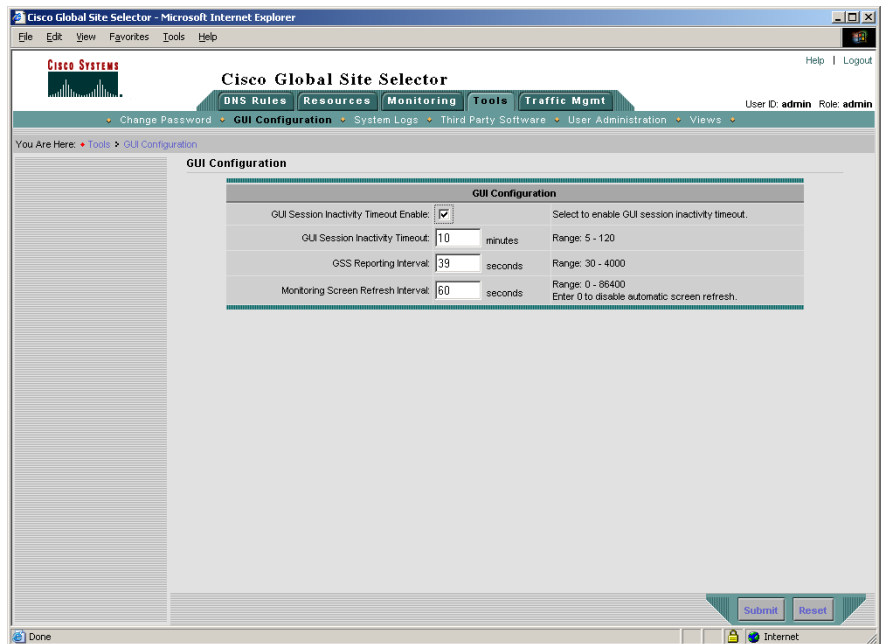 Cisco Global Site Selector - Microsoft Internet Explorer
File Edit View Favorites Tools Help
Help | Logout
CISCO SYSTEMS
Cisco Global Site Selector
DNS Rules Resources Monitoring Tools Traffic Mgmt
User ID: admin Role: admin
Change Password GUI Configuration System Logs Third Party Software User Administration Views
You Are Here: Tools > GUI Configuration
GUI Configuration
GUI Configuration
GUI Session Inactivity Timeout Enable: Select to enable GUI session inactivity timeout.
GUI Session Inactivity Timeout: 10 minutes Range: 5 - 120
GSS Reporting Interval: 39 seconds Range: 30 - 4000
Monitoring Screen Refresh Interval: 60 seconds Range: 0 - 86400
Enter 0 to disable automatic screen refresh.
Submit Reset
Done Internet